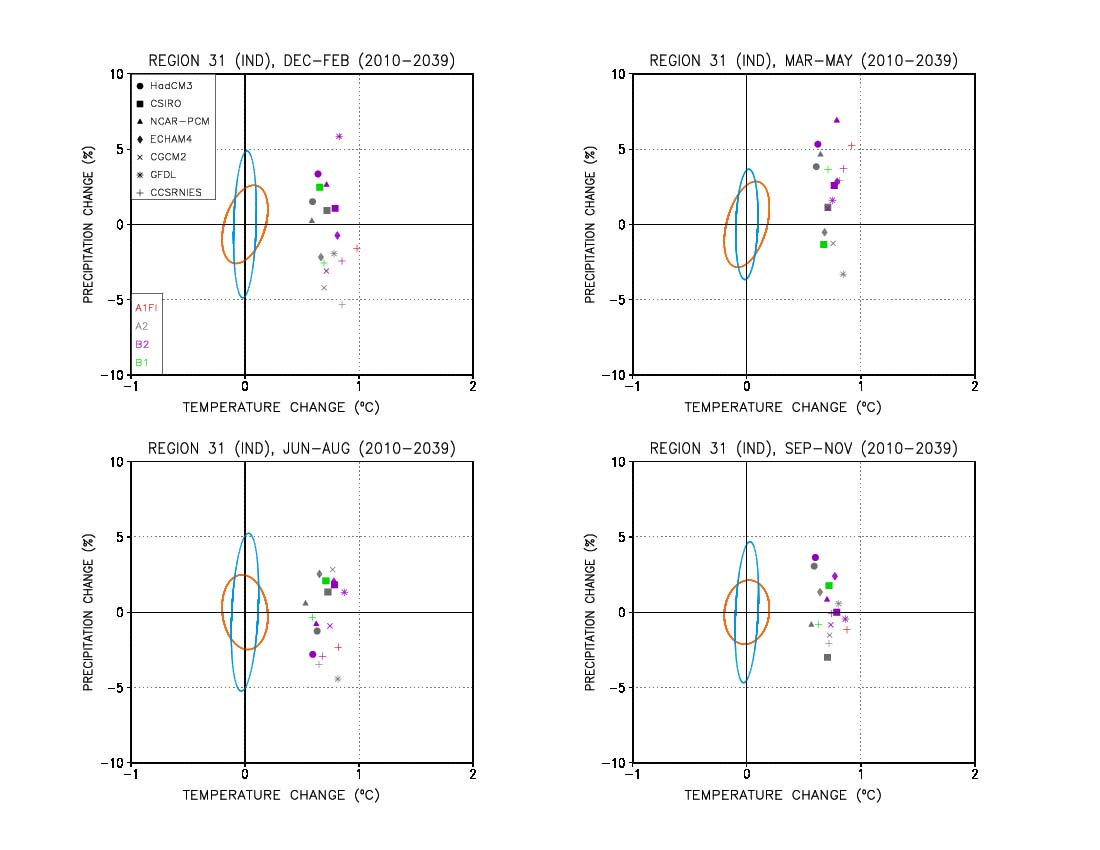 REGION 31 (IND), DEC-FEB (2010-2039)
10
5
0
-5
-10
PRECIPITATION CHANGE (%)
HadCM3
CSIRO
NCAR-PCM
ECHAM4
CGCM2
GFDL
CCSRNIES
A1FI
A2
B2
B1
-1 0 1 2
TEMPERATURE CHANGE (°C)
REGION 31 (IND), MAR-MAY (2010-2039)
10
5
0
-5
-10
PRECIPITATION CHANGE (%)
-1 0 1 2
TEMPERATURE CHANGE (°C)
REGION 31 (IND), JUN-AUG (2010-2039)
10
5
0
-5
-10
PRECIPITATION CHANGE (%)
-1 0 1 2
TEMPERATURE CHANGE (°C)
REGION 31 (IND), SEP-NOV (2010-2039)
10
5
0
-5
-10
PRECIPITATION CHANGE (%)
-1 0 1 2
TEMPERATURE CHANGE (°C)